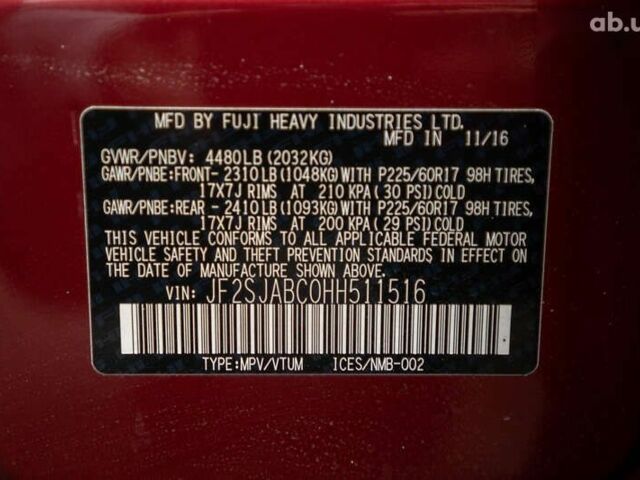 ab.u
MFD BY FUJI HEAVY INDUSTRIES LTD.
MFD IN 11/16
GVWR/PNBV: 4480LB(2032KG)
GAWR/PNBE:FRONT-2310LB(1048KG)WITH P225/60R17 98H TIRES,
17X7J RIMS AT 210 KPA(30 PSI)COLD
GAWR/PNBE:REAR -2410LB(1093KG)WITH P225/60R17 98H TIRES,
17X7J RIMS AT 200 KPA(29 PSI)COLD
THIS VEHICLE CONFORMS TO ALL APPLICABLE FEDERAL MOTOR
VEHICLE SAFETY AND THEFT PREVENTION STANDARDS IN EFFECT ON
THE DATE OF MANUFACTURE SHOWN ABOVE.
VIN: JF2SJABC0HH511516
TYPE:MPV/VTUM ICES/NMB-002